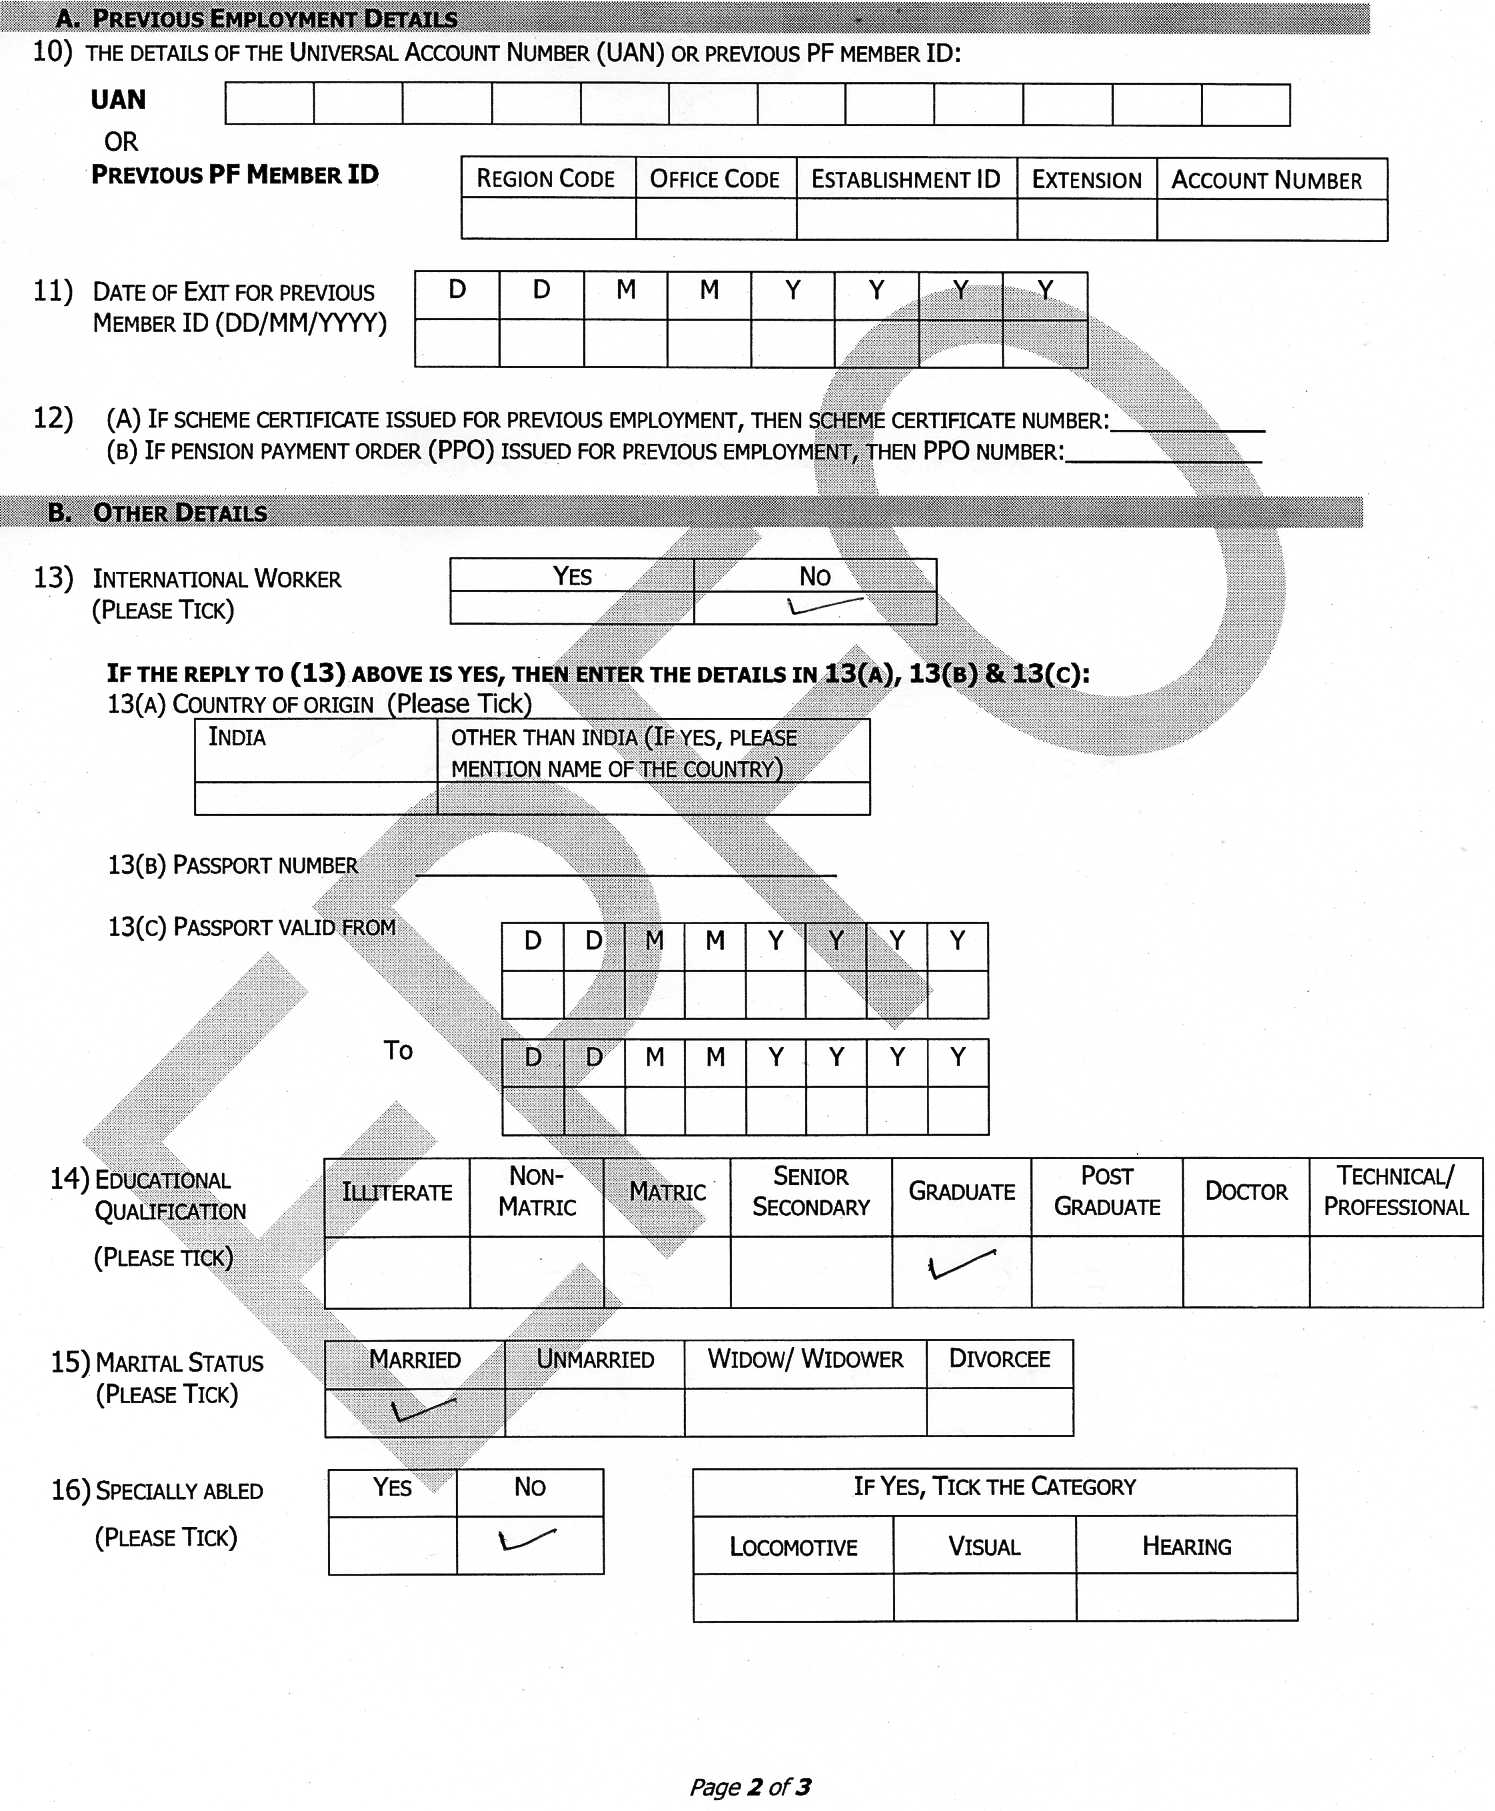 A. PREVIOUS EMPLOYMENT DETAILS
10) THE DETAILS OF THE UNIVERSAL ACCOUNT NUMBER (UAN) OR PREVIOUS PF MEMBER ID:
UAN
OR
PREVIOUS PF MEMBER ID
REGION CODE OFFICE CODE ESTABLISHMENT ID EXTENSION ACCOUNT NUMBER
11) DATE OF EXIT FOR PREVIOUS
MEMBER ID (DD/MM/YYYY)
D D M M Y Y Y Y
12) (A) IF SCHEME CERTIFICATE ISSUED FOR PREVIOUS EMPLOYMENT, THEN SCHEME CERTIFICATE NUMBER:
(B) IF PENSION PAYMENT ORDER (PPO) ISSUED FOR PREVIOUS EMPLOYMENT, THEN PPO NUMBER:
B. OTHER DETAILS
13) INTERNATIONAL WORKER
(PLEASE TICK)
YES NO
✓
IF THE REPLY TO (13) ABOVE IS YES, THEN ENTER THE DETAILS IN 13(A), 13(B) & 13(C):
13(A) COUNTRY OF ORIGIN (Please Tick)
INDIA
OTHER THAN INDIA (IF YES, PLEASE
MENTION NAME OF THE COUNTRY)
13(B) PASSPORT NUMBER
13(C) PASSPORT VALID FROM
D D M M Y Y Y Y
TO
D D M M Y Y Y Y
14) EDUCATIONAL
QUALIFICATION
(PLEASE TICK)
ILLITERATE
NON-
MATRIC
MATRIC
SENIOR
SECONDARY
GRADUATE
POST
GRADUATE
DOCTOR
TECHNICAL/
PROFESSIONAL
✓
15) MARITAL STATUS
(PLEASE TICK)
MARRIED UNMARRIED WIDOW/ WIDOWER DIVORCEE
✓
16) SPECIALLY ABLED
(PLEASE TICK)
YES NO
✓
IF YES, TICK THE CATEGORY
LOCOMOTIVE VISUAL HEARING
EPFO
Page 2 of 3